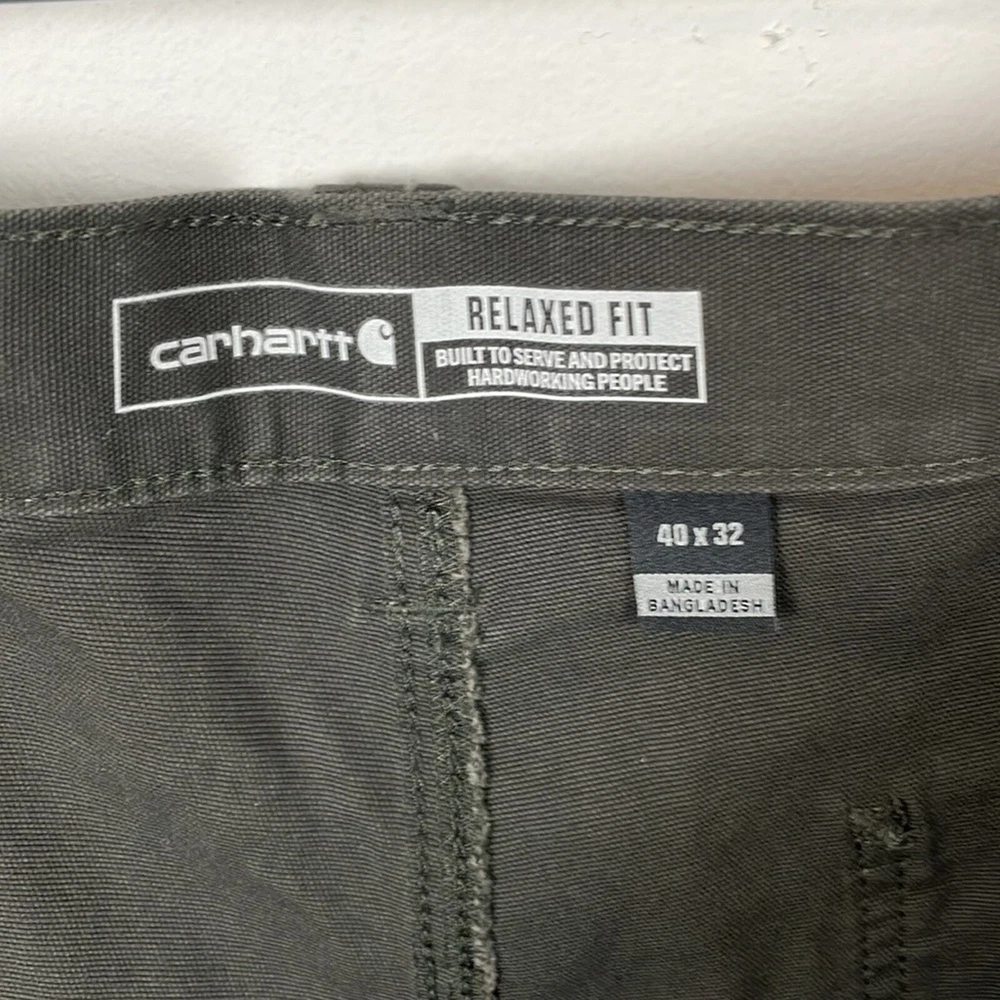 carhartt
RELAXED FIT
BUILT TO SERVE AND PROTECT
HARDWORKING PEOPLE
40 x 32
MADE IN
BANGLADESH